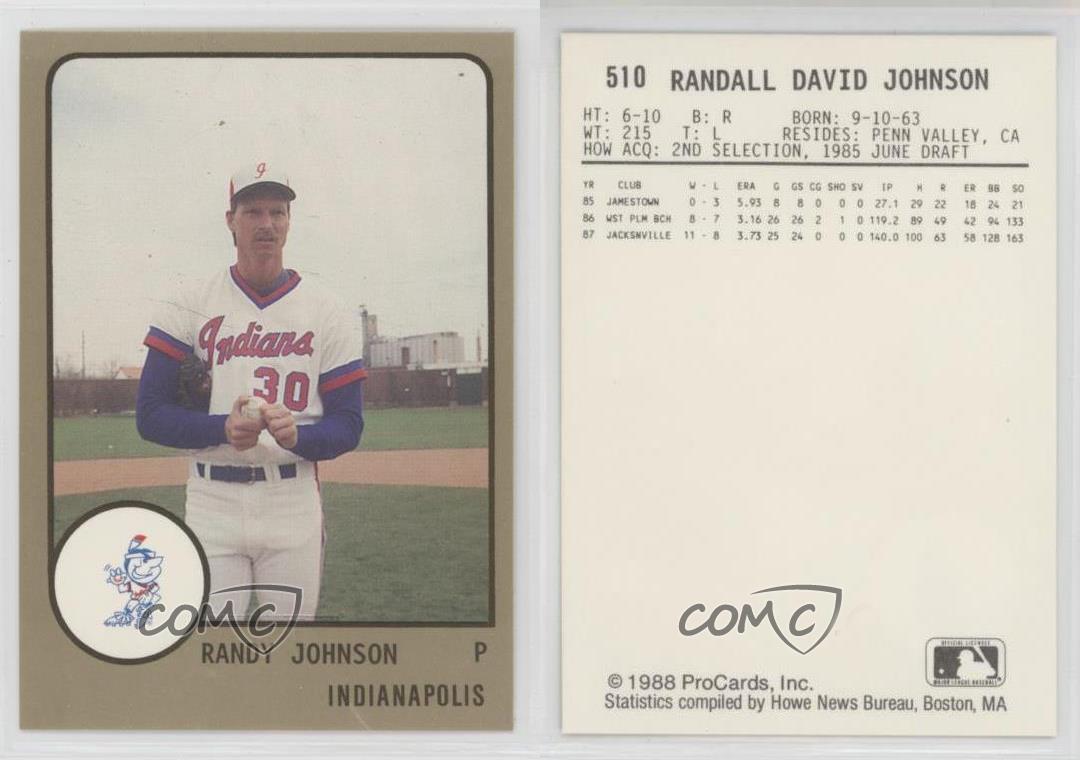 Indians
30
RANDY JOHNSON P
INDIANAPOLIS
COMC
510 RANDALL DAVID JOHNSON
HT: 6-10 B: R BORN: 9-10-63
WT: 215 T: L RESIDES: PENN VALLEY, CA
HOW ACQ: 2ND SELECTION, 1985 JUNE DRAFT
YR CLUB W - L ERA G GS CG SHO SV IP H R ER BB SO
85 JAMESTOWN 0 - 3 5.93 8 8 0 0 0 27.1 29 22 18 24 21
86 WST PLM BCH 8 - 7 3.16 26 26 2 1 0 119.2 89 49 42 94 133
87 JACKSNVILLE 11 - 8 3.73 25 24 0 0 0 140.0 100 63 58 128 163
COMC
OFFICIAL LICENSEE
MAJOR LEAGUE BASEBALL
© 1988 ProCards, Inc.
Statistics compiled by Howe News Bureau, Boston, MA